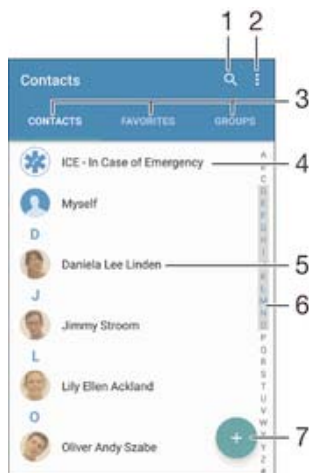 1 2
Contacts
3
CONTACTS FAVORITES GROUPS
ICE - In Case of Emergency 4
Myself
D
Daniela Lee Linden 5
J
Jimmy Stroom
6
L
Lily Ellen Ackland
O
Oliver Andy Szabe
+ 7
A
C
P
Q
R
S
T
U
V
W
X
Y
Z